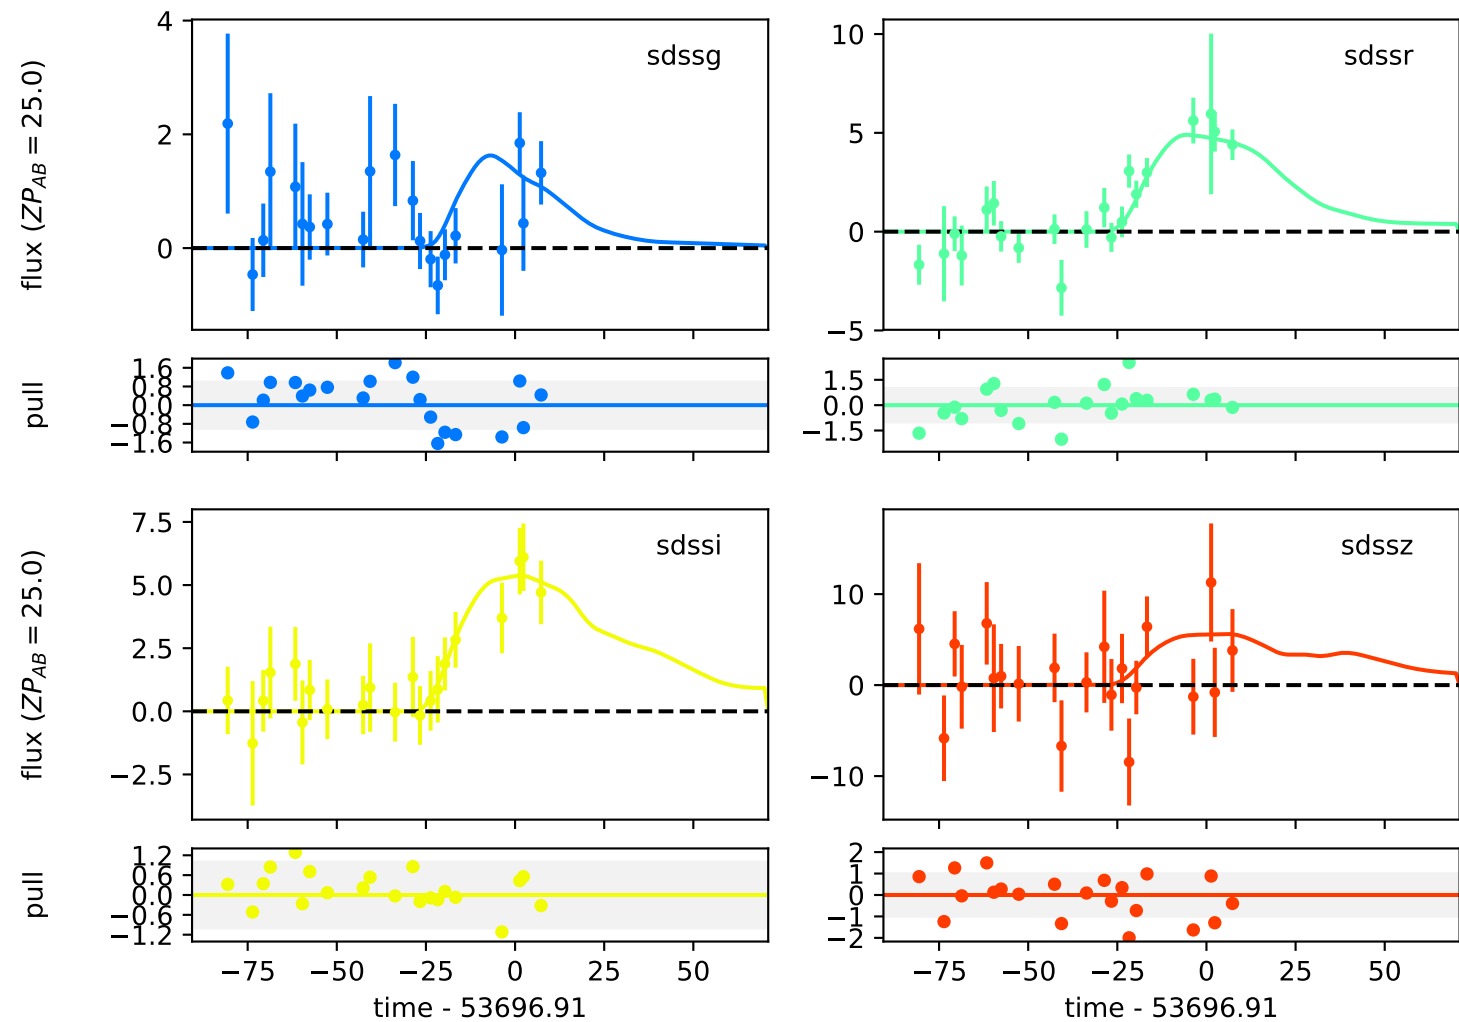 4
2
0
flux (ZP_AB = 25.0)
sdssg
10
5
0
−5
sdssr
1.6
0.8
0.0
−0.8
−1.6
pull
1.5
0.0
−1.5
7.5
5.0
2.5
0.0
−2.5
flux (ZP_AB = 25.0)
sdssi
10
0
−10
sdssz
1.2
0.6
0.0
−0.6
−1.2
pull
2
1
0
−1
−2
−75 −50 −25 0 25 50
time - 53696.91
−75 −50 −25 0 25 50
time - 53696.91